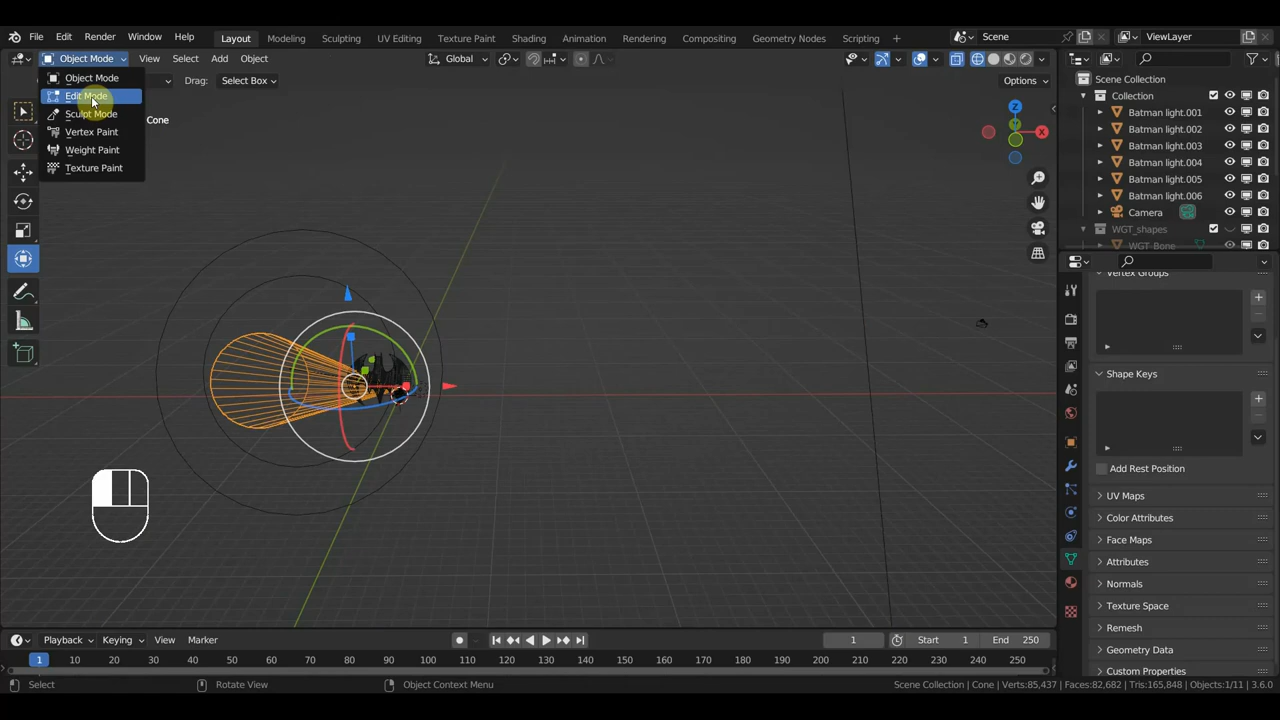 File Edit Render Window Help Layout Modeling Sculpting UV Editing Texture Paint Shading Animation Rendering Compositing Geometry Nodes Scripting Scene ViewLayer
Object Mode View Select Add Object Global
Object Mode Drag: Select Box Options
Edit Mode
Sculpt Mode
Vertex Paint
Weight Paint
Texture Paint
Cone
Z
Y
X
Scene Collection
Collection
Batman light.001
Batman light.002
Batman light.003
Batman light.004
Batman light.005
Batman light.006
Camera
WGT_shapes
WGT_Bone
Vertex Groups
Shape Keys
Add Rest Position
UV Maps
Color Attributes
Face Maps
Attributes
Normals
Texture Space
Remesh
Geometry Data
Custom Properties
Playback Keying View Marker 1 Start 1 End 250
1 10 20 30 40 50 60 70 80 90 100 110 120 130 140 150 160 170 180 190 200 210 220 230 240 250
Select Rotate View Object Context Menu Scene Collection | Cone | Verts:85,437 | Faces:82,682 | Tris:165,848 | Objects:1/11 | 3.6.0